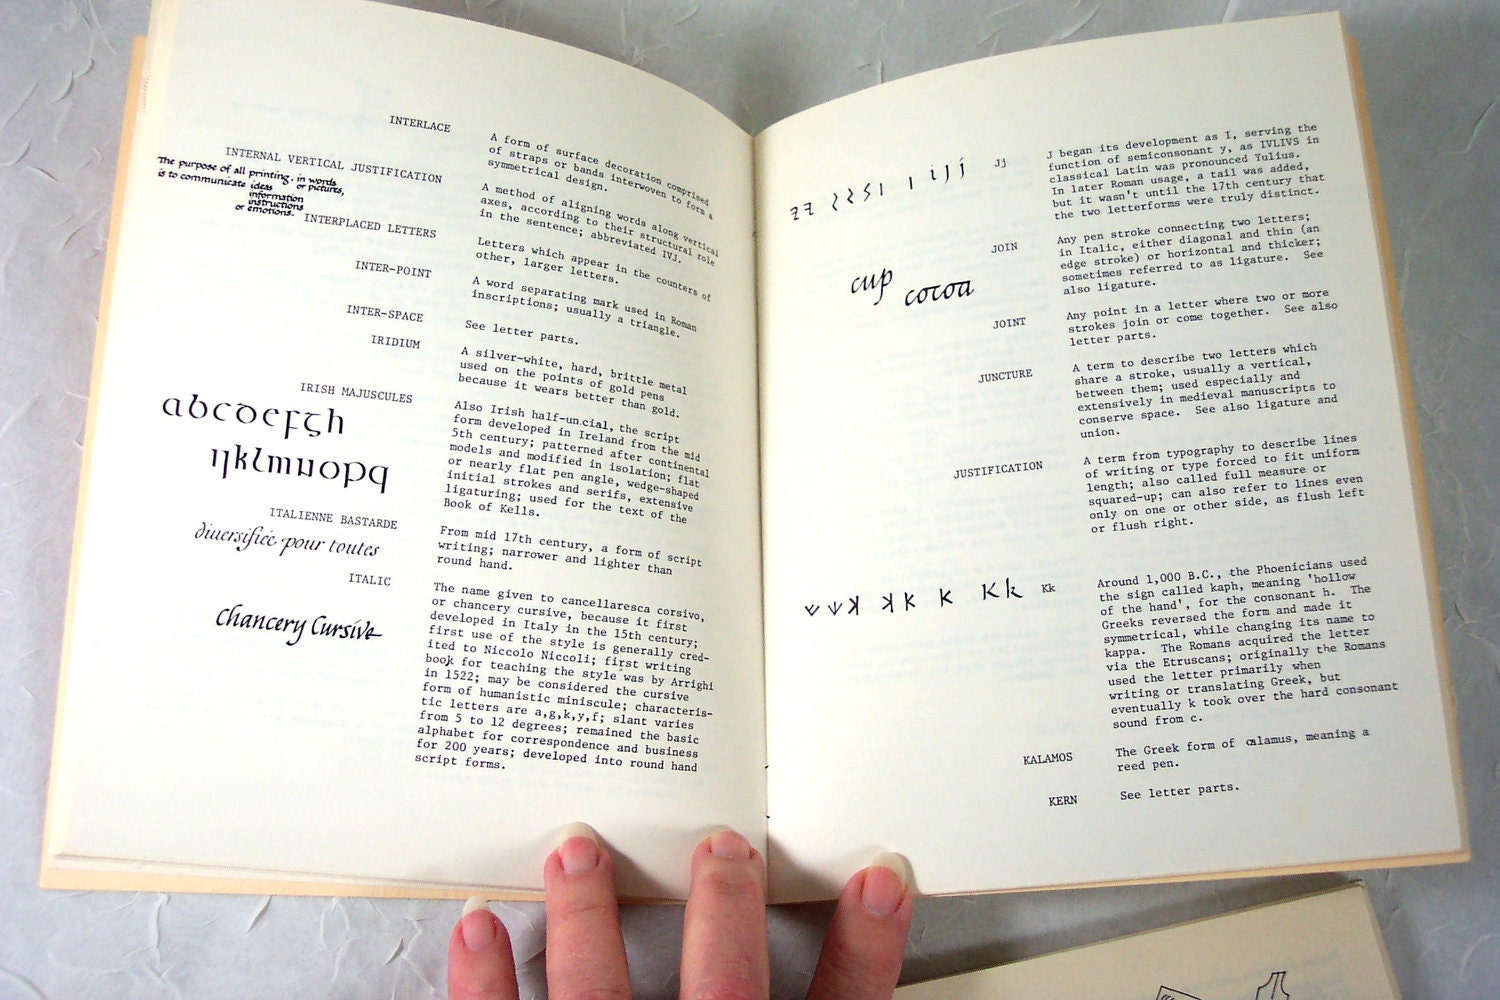 INTERLACE
A form of surface decoration comprised
of straps or bands interwoven to form a
symmetrical design.
INTERNAL VERTICAL JUSTIFICATION
The purpose of all printing, in words
or pictures,
is to communicate ideas
information
instructions
or emotions.
A method of aligning words along vertical
axes, according to their structural role
in the sentence; abbreviated IVJ.
INTERPLACED LETTERS
Letters which appear in the counters of
other, larger letters.
INTER-POINT
A word separating mark used in Roman
inscriptions; usually a triangle.
INTER-SPACE
See letter parts.
IRIDIUM
A silver-white, hard, brittle metal
used on the points of gold pens
because it wears better than gold.
IRISH MAJUSCULES
abcdefgh
ijklmnopq
Also Irish half-uncial, the script
form developed in Ireland from the mid
5th century; patterned after continental
models and modified in isolation; flat
or nearly flat pen angle, wedge-shaped
initial strokes and serifs, extensive
ligaturing; used for the text of the
Book of Kells.
ITALIENNE BASTARDE
diversifiée pour toutes
From mid 17th century, a form of script
writing; narrower and lighter than
round hand.
ITALIC
Chancery Cursive
The name given to cancellaresca corsivo,
or chancery cursive, because it first
developed in Italy in the 15th century;
first use of the style is generally cred-
ited to Niccolo Niccoli; first writing
book for teaching the style was by Arrighi
in 1522; may be considered the cursive
form of humanistic miniscule; characteris-
tic letters are a,g,k,y,f; slant varies
from 5 to 12 degrees; remained the basic
alphabet for correspondence and business
for 200 years; developed into round hand
script forms.
Jj
J began its development as I, serving the
function of semiconsonant y, as IVLIVS in
classical Latin was pronounced Yulius.
In later Roman usage, a tail was added,
but it wasn't until the 17th century that
the two letterforms were truly distinct.
JOIN
cup
cocoa
Any pen stroke connecting two letters;
in Italic, either diagonal and thin (an
edge stroke) or horizontal and thicker;
sometimes referred to as ligature. See
also ligature.
JOINT
Any point in a letter where two or more
strokes join or come together. See also
letter parts.
JUNCTURE
A term to describe two letters which
share a stroke, usually a vertical,
between them; used especially and
extensively in medieval manuscripts to
conserve space. See also ligature and
union.
JUSTIFICATION
A term from typography to describe lines
of writing or type forced to fit uniform
length; also called full measure or
squared-up; can also refer to lines even
only on one or other side, as flush left
or flush right.
K K K Kk Kk
Around 1,000 B.C., the Phoenicians used
the sign called kaph, meaning 'hollow
of the hand', for the consonant h. The
Greeks reversed the form and made it
symmetrical, while changing its name to
kappa. The Romans acquired the letter
via the Etruscans; originally the Romans
used the letter primarily when
writing or translating Greek, but
eventually k took over the hard consonant
sound from c.
KALAMOS
The Greek form of calamus, meaning a
reed pen.
KERN
See letter parts.